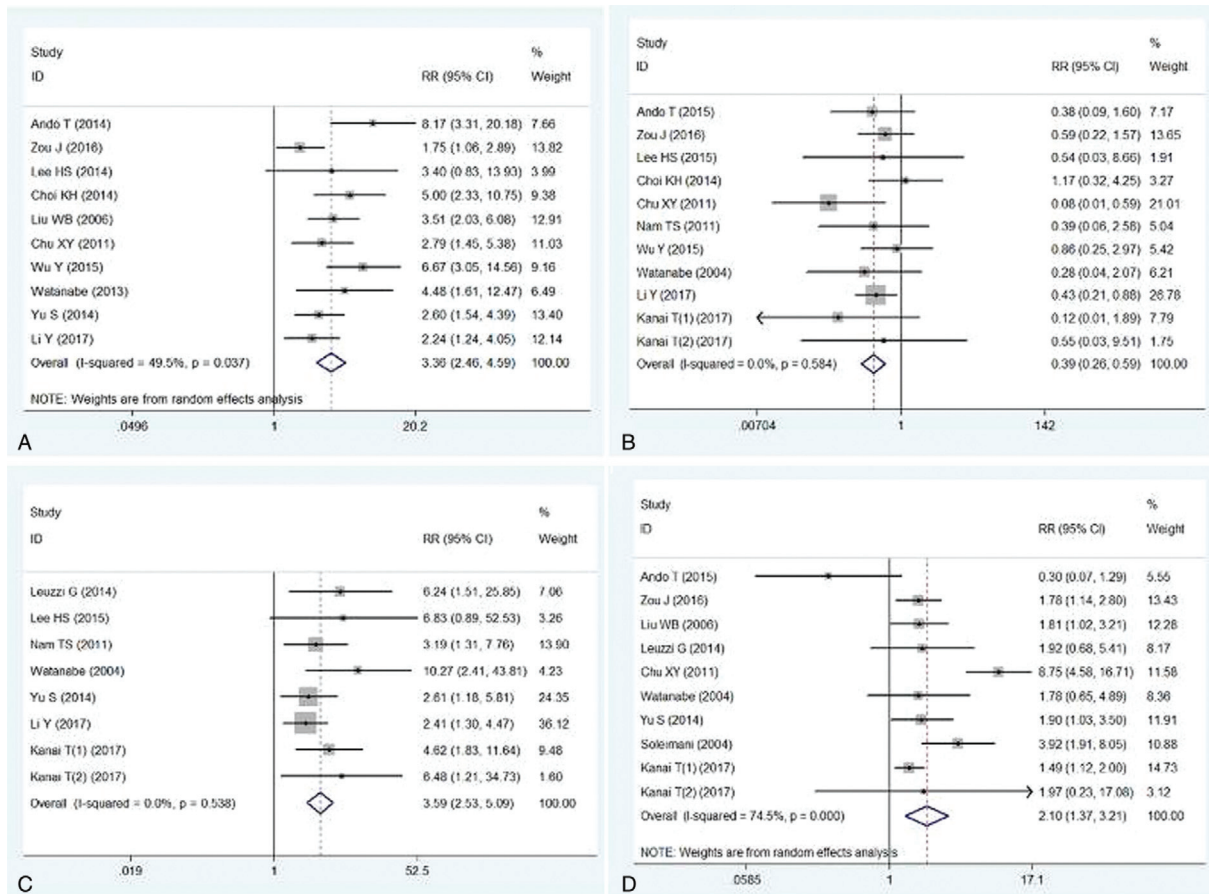 Study %
ID RR (95% CI) Weight
Ando T (2014) 8.17 (3.31, 20.18) 7.66
Zou J (2016) 1.75 (1.06, 2.89) 13.82
Lee HS (2014) 3.40 (0.83, 13.93) 3.99
Choi KH (2014) 5.00 (2.33, 10.75) 9.38
Liu WB (2006) 3.51 (2.03, 6.08) 12.91
Chu XY (2011) 2.79 (1.45, 5.38) 11.03
Wu Y (2015) 6.67 (3.05, 14.56) 9.16
Watanabe (2013) 4.48 (1.61, 12.47) 6.49
Yu S (2014) 2.60 (1.54, 4.39) 13.40
Li Y (2017) 2.24 (1.24, 4.05) 12.14
Overall (I-squared = 49.5%, p = 0.037) 3.36 (2.46, 4.59) 100.00
NOTE: Weights are from random effects analysis
.0496 1 20.2
A
Study %
ID RR (95% CI) Weight
Ando T (2015) 0.38 (0.09, 1.60) 7.17
Zou J (2016) 0.59 (0.22, 1.57) 13.65
Lee HS (2015) 0.54 (0.03, 8.66) 1.91
Choi KH (2014) 1.17 (0.32, 4.25) 3.27
Chu XY (2011) 0.08 (0.01, 0.59) 21.01
Nam TS (2011) 0.39 (0.06, 2.58) 5.04
Wu Y (2015) 0.86 (0.25, 2.97) 5.42
Watanabe (2004) 0.28 (0.04, 2.07) 6.21
Li Y (2017) 0.43 (0.21, 0.88) 26.78
Kanai T(1) (2017) 0.12 (0.01, 1.89) 7.79
Kanai T(2) (2017) 0.55 (0.03, 9.51) 1.75
Overall (I-squared = 0.0%, p = 0.584) 0.39 (0.26, 0.59) 100.00
.00704 1 142
B
Study %
ID RR (95% CI) Weight
Leuzzi G (2014) 6.24 (1.51, 25.85) 7.06
Lee HS (2015) 6.83 (0.89, 52.53) 3.26
Nam TS (2011) 3.19 (1.31, 7.76) 13.90
Watanabe (2004) 10.27 (2.41, 43.81) 4.23
Yu S (2014) 2.61 (1.18, 5.81) 24.35
Li Y (2017) 2.41 (1.30, 4.47) 36.12
Kanai T(1) (2017) 4.62 (1.83, 11.64) 9.48
Kanai T(2) (2017) 6.48 (1.21, 34.73) 1.60
Overall (I-squared = 0.0%, p = 0.538) 3.59 (2.53, 5.09) 100.00
.019 1 52.5
C
Study %
ID RR (95% CI) Weight
Ando T (2015) 0.30 (0.07, 1.29) 5.55
Zou J (2016) 1.78 (1.14, 2.80) 13.43
Liu WB (2006) 1.81 (1.02, 3.21) 12.28
Leuzzi G (2014) 1.92 (0.68, 5.41) 8.17
Chu XY (2011) 8.75 (4.58, 16.71) 11.58
Watanabe (2004) 1.78 (0.65, 4.89) 8.36
Yu S (2014) 1.90 (1.03, 3.50) 11.91
Soleimani (2004) 3.92 (1.91, 8.05) 10.88
Kanai T(1) (2017) 1.49 (1.12, 2.00) 14.73
Kanai T(2) (2017) 1.97 (0.23, 17.08) 3.12
Overall (I-squared = 74.5%, p = 0.000) 2.10 (1.37, 3.21) 100.00
NOTE: Weights are from random effects analysis
.0585 1 17.1
D